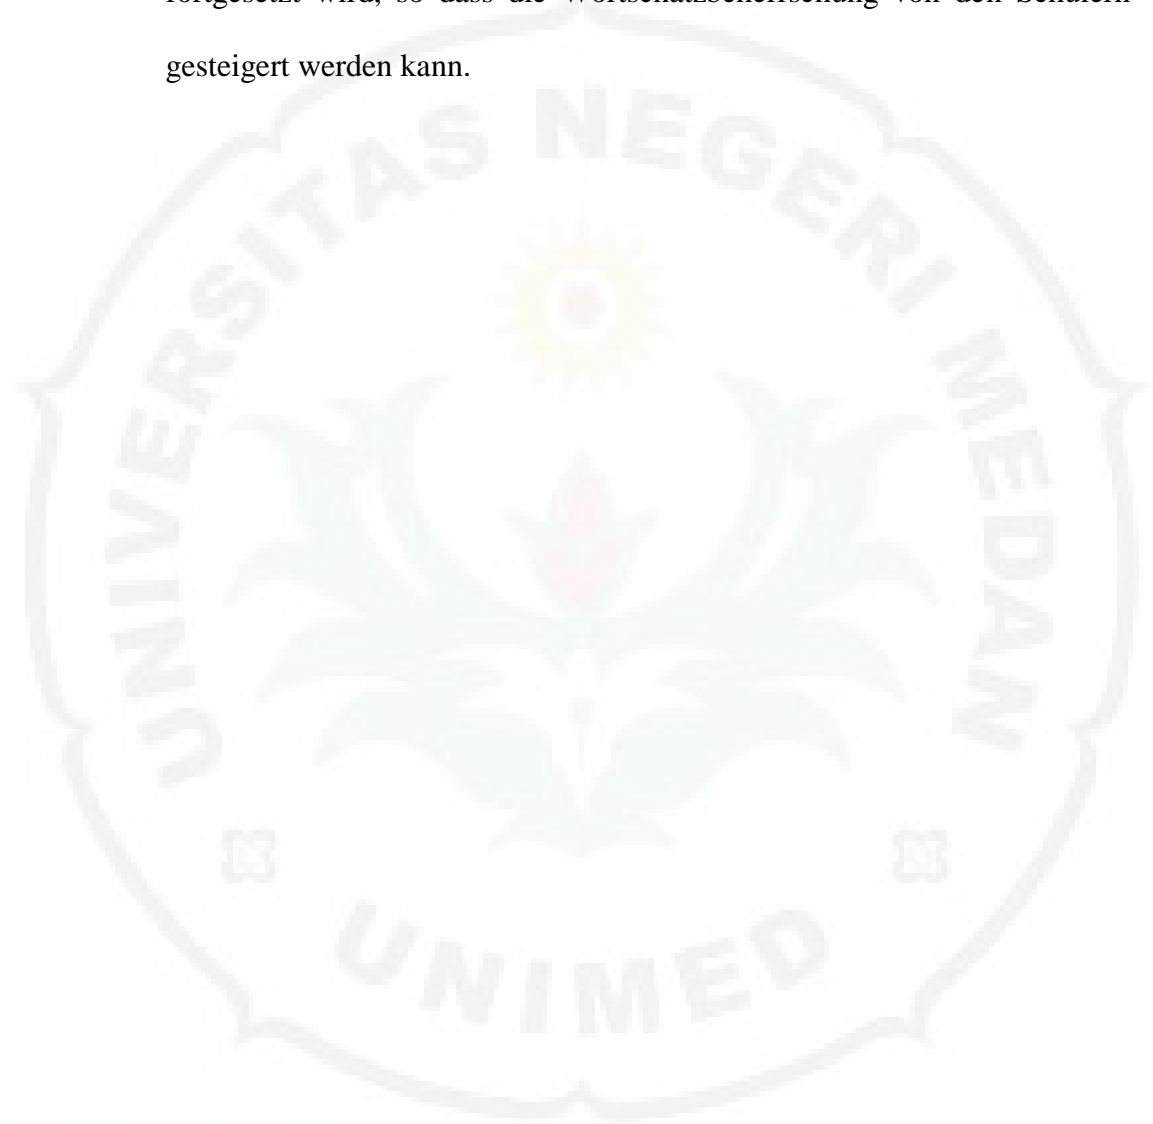 fortgesetzt wird, so dass die Wortschatzbeherrschung von den Schülern
gesteigert werden kann.
UNIVERSITAS NEGERI MEDAN
UNIMED